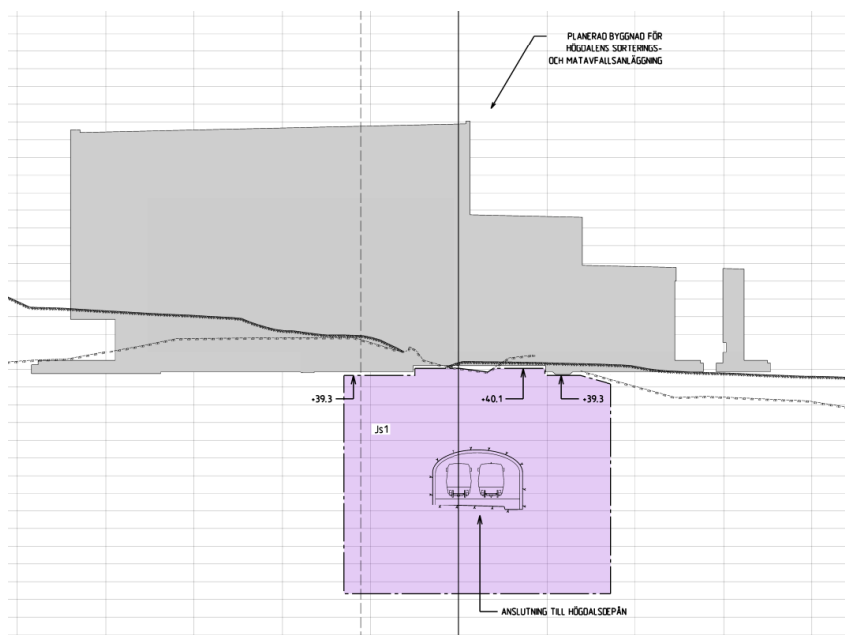 PLANERAD BYGGNAD FÖR
HÖGDALENS SORTERINGS-
OCH MATAVFALLSANLÄGGNING
+39.3
+40.1
+39.3
Js1
ANSLUTNING TILL HÖGDALSDEPÅN